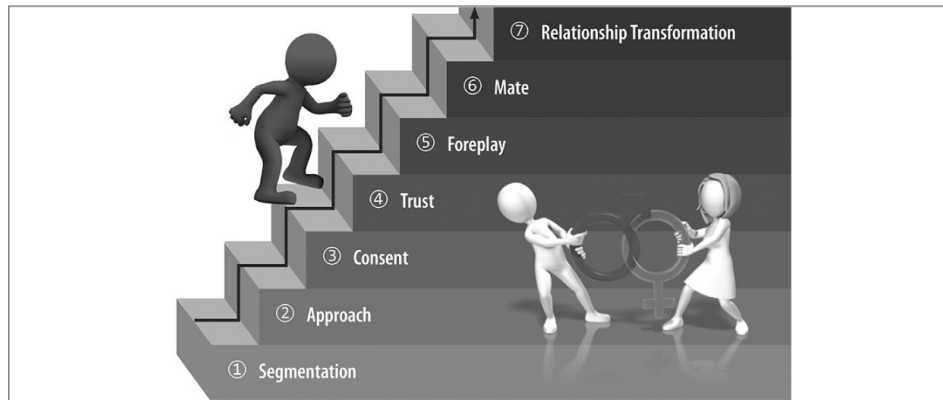 ⑦ Relationship Transformation
⑥ Mate
⑤ Foreplay
④ Trust
③ Consent
② Approach
① Segmentation